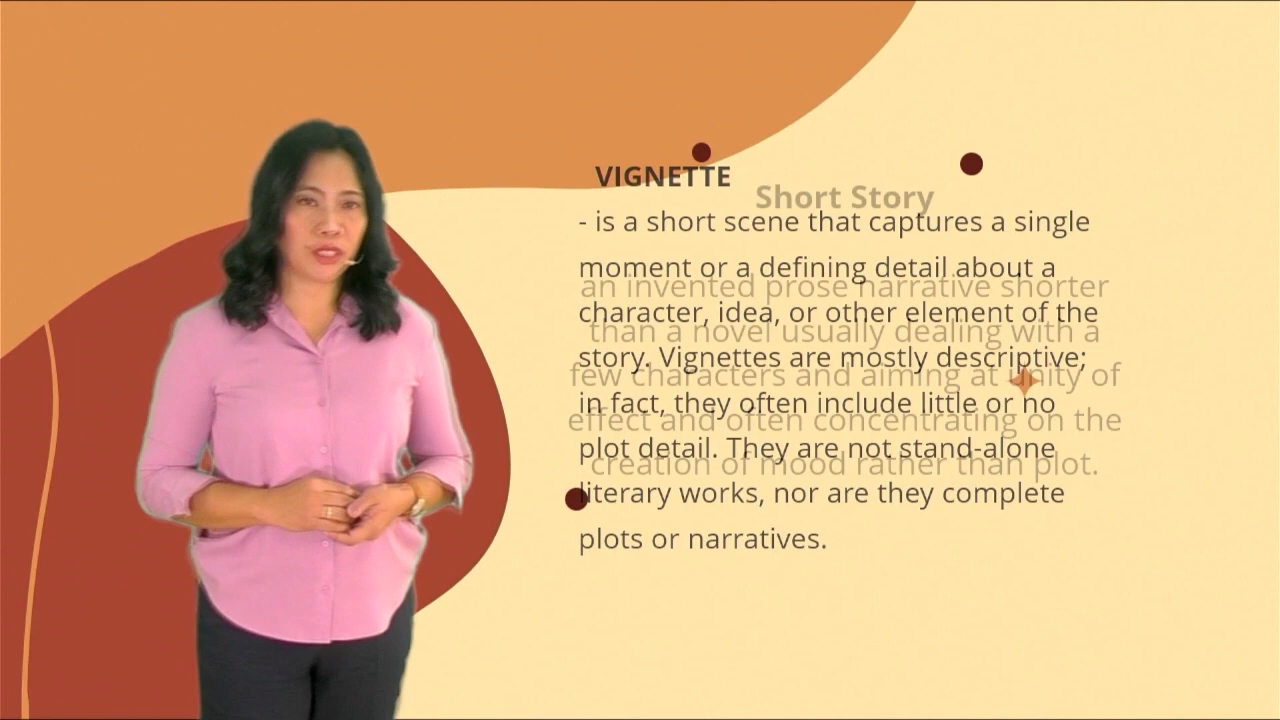 VIGNETTE
- is a short scene that captures a single
moment or a defining detail about a
character, idea, or other element of the
story. Vignettes are mostly descriptive;
in fact, they often include little or no
plot detail. They are not stand-alone
literary works, nor are they complete
plots or narratives.
Short Story
an invented prose narrative shorter
than a novel usually dealing with a
few characters and aiming at unity of
effect and often concentrating on the
creation of mood rather than plot.